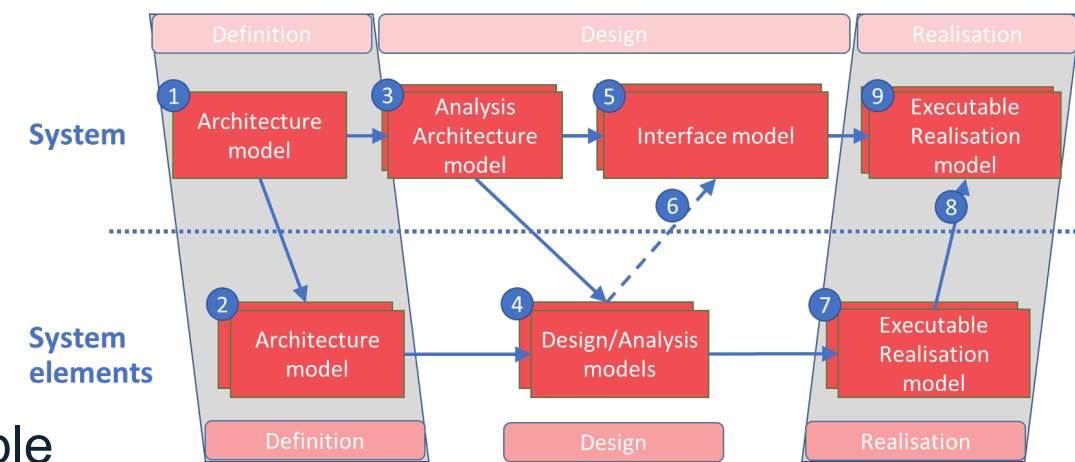 Definition
Design
Realisation
1
3
5
9
System
Architecture
model
Analysis
Architecture
model
Interface model
Executable
Realisation
model
6
8
2
4
7
System
elements
Architecture
model
Design/Analysis
models
Executable
Realisation
model
Definition
Design
Realisation